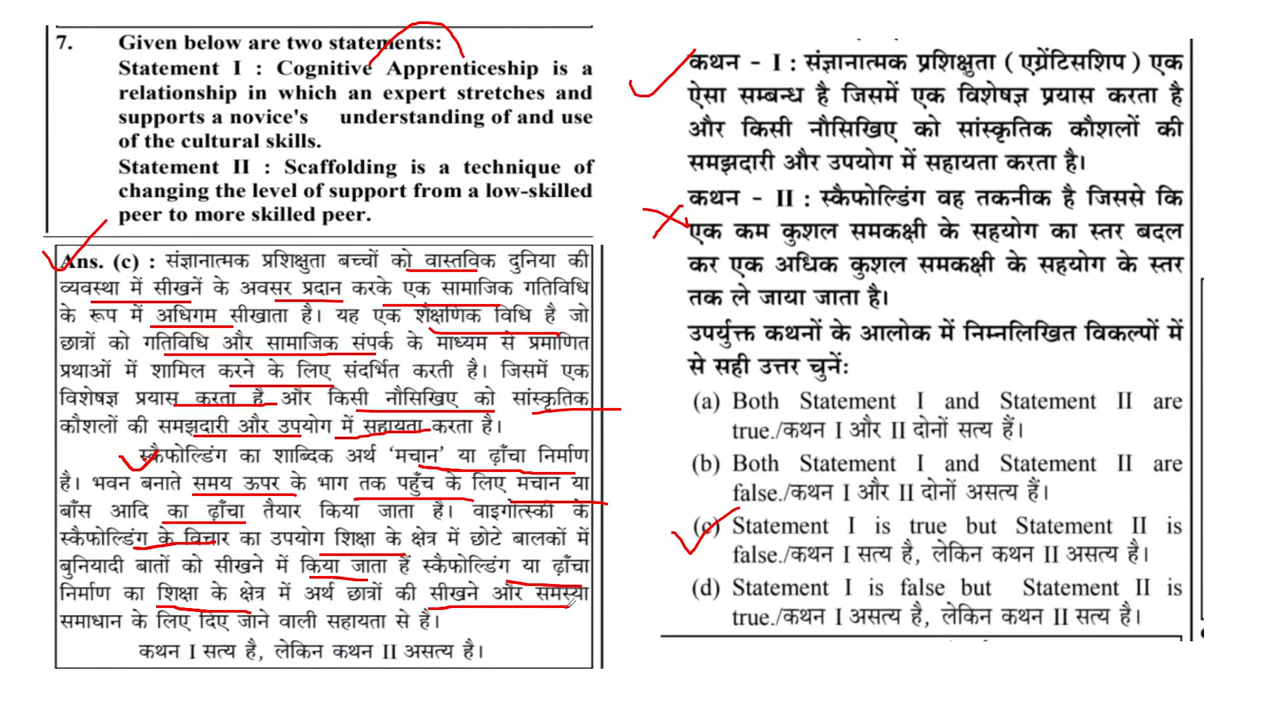 7. Given below are two statements:
Statement I : Cognitive Apprenticeship is a
relationship in which an expert stretches and
supports a novice's understanding of and use
of the cultural skills.
Statement II : Scaffolding is a technique of
changing the level of support from a low-skilled
peer to more skilled peer.
Ans. (c) : संज्ञानात्मक प्रशिक्षुता बच्चों को वास्तविक दुनिया की
व्यवस्था में सीखनें के अवसर प्रदान करके एक सामाजिक गतिविधि
के रूप में अधिगम सीखाता है। यह एक शैक्षणिक विधि है जो
छात्रों को गतिविधि और सामाजिक संपर्क के माध्यम से प्रमाणित
प्रथाओं में शामिल करने के लिए संदर्भित करती है। जिसमें एक
विशेषज्ञ प्रयास करता है और किसी नौसिखिए को सांस्कृतिक
कौशलों की समझदारी और उपयोग में सहायता करता है।
स्कैफोल्डिंग का शाब्दिक अर्थ ‘मचान’ या ढ़ाँचा निर्माण
है। भवन बनाते समय ऊपर के भाग तक पहुँच के लिए मचान या
बाँस आदि का ढ़ाँचा तैयार किया जाता है। वाइगोत्स्की के
स्कैफोल्डिंग के विचार का उपयोग शिक्षा के क्षेत्र में छोटे बालकों में
बुनियादी बातों को सीखने में किया जाता हैं स्कैफोल्डिंग या ढ़ाँचा
निर्माण का शिक्षा के क्षेत्र में अर्थ छात्रों की सीखने और समस्या
समाधान के लिए दिए जाने वाली सहायता से है।
कथन I सत्य है, लेकिन कथन II असत्य है।
कथन - I : संज्ञानात्मक प्रशिक्षुता (एग्रेंटिसशिप) एक
ऐसा सम्बन्ध है जिसमें एक विशेषज्ञ प्रयास करता है
और किसी नौसिखिए को सांस्कृतिक कौशलों की
समझदारी और उपयोग में सहायता करता है।
कथन - II : स्कैफोल्डिंग वह तकनीक है जिससे कि
एक कम कुशल समकक्षी के सहयोग का स्तर बदल
कर एक अधिक कुशल समकक्षी के सहयोग के स्तर
तक ले जाया जाता है।
उपर्युक्त कथनों के आलोक में निम्नलिखित विकल्पों में
से सही उत्तर चुनें:
(a) Both Statement I and Statement II are
true./कथन I और II दोनों सत्य हैं।
(b) Both Statement I and Statement II are
false./कथन I और II दोनों असत्य हैं।
(c) Statement I is true but Statement II is
false./कथन I सत्य है, लेकिन कथन II असत्य है।
(d) Statement I is false but Statement II is
true./कथन I असत्य है, लेकिन कथन II सत्य है।